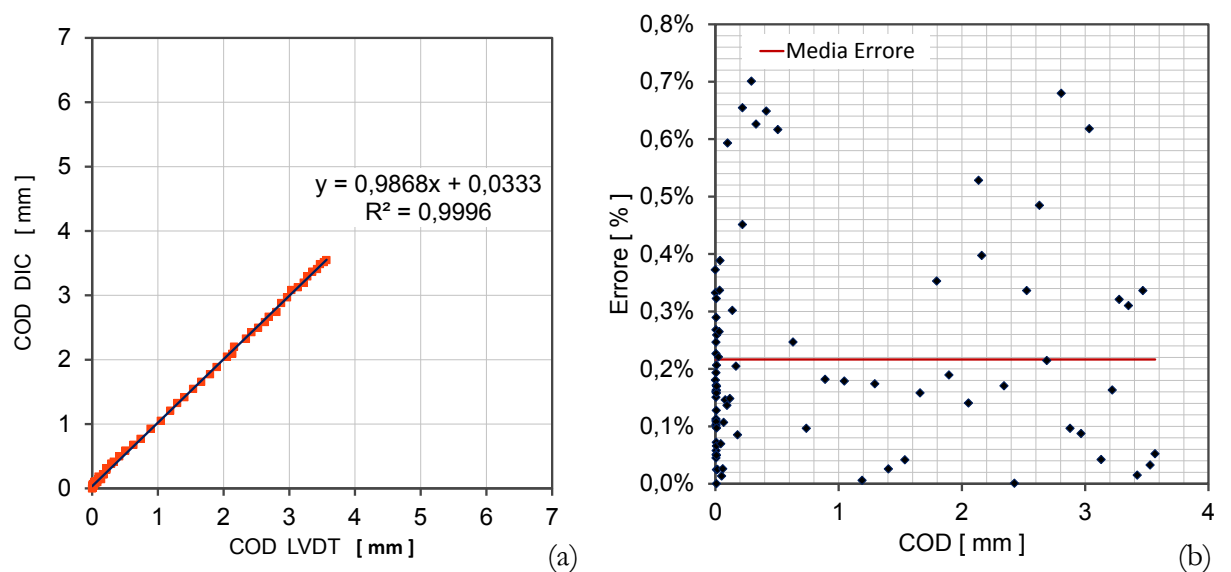 7
6
5
4
3
2
1
0
COD DIC [ mm ]
y = 0,9868x + 0,0333
R² = 0,9996
0 1 2 3 4 5 6 7
COD LVDT [ mm ]
(a)
0,8%
0,7%
0,6%
0,5%
0,4%
0,3%
0,2%
0,1%
0,0%
Errore [ % ]
Media Errore
0 1 2 3 4
COD [ mm ]
(b)